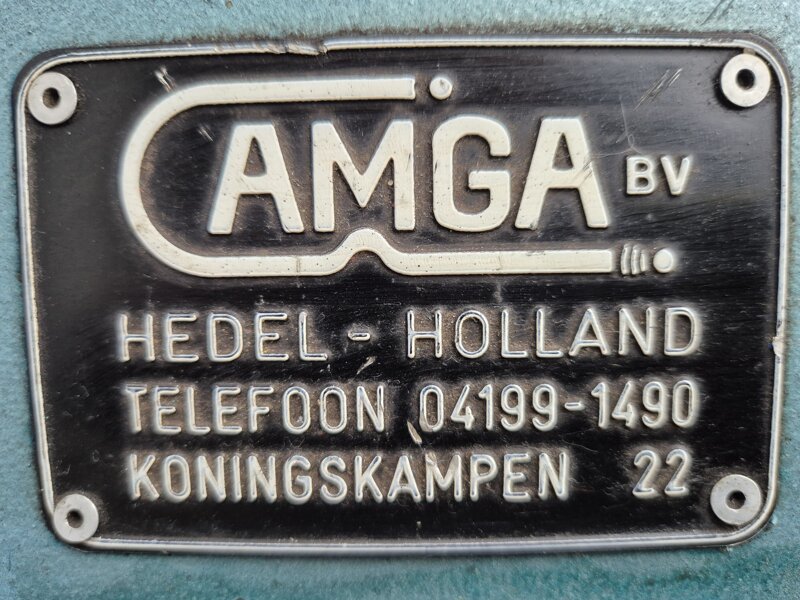 AMGA BV
HEDEL - HOLLAND
TELEFOON 04199-1490
KONINGSKAMPEN 22